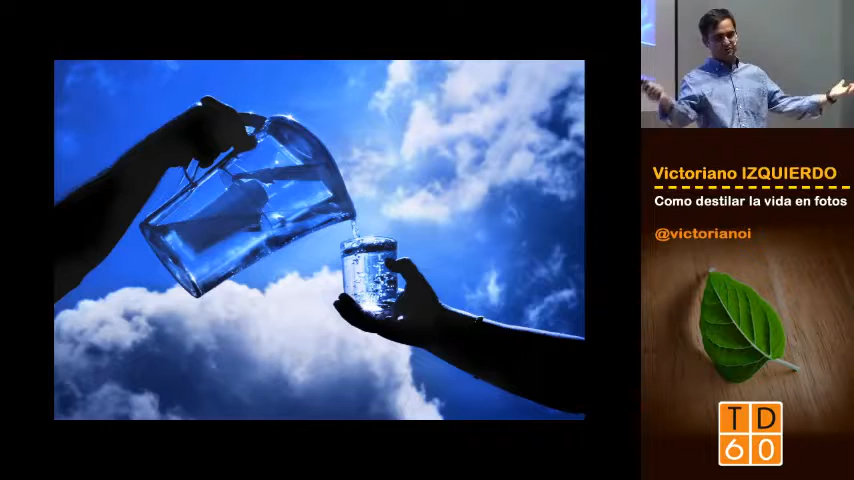 Victoriano IZQUIERDO
Como destilar la vida en fotos
@victorianoi
TD
60